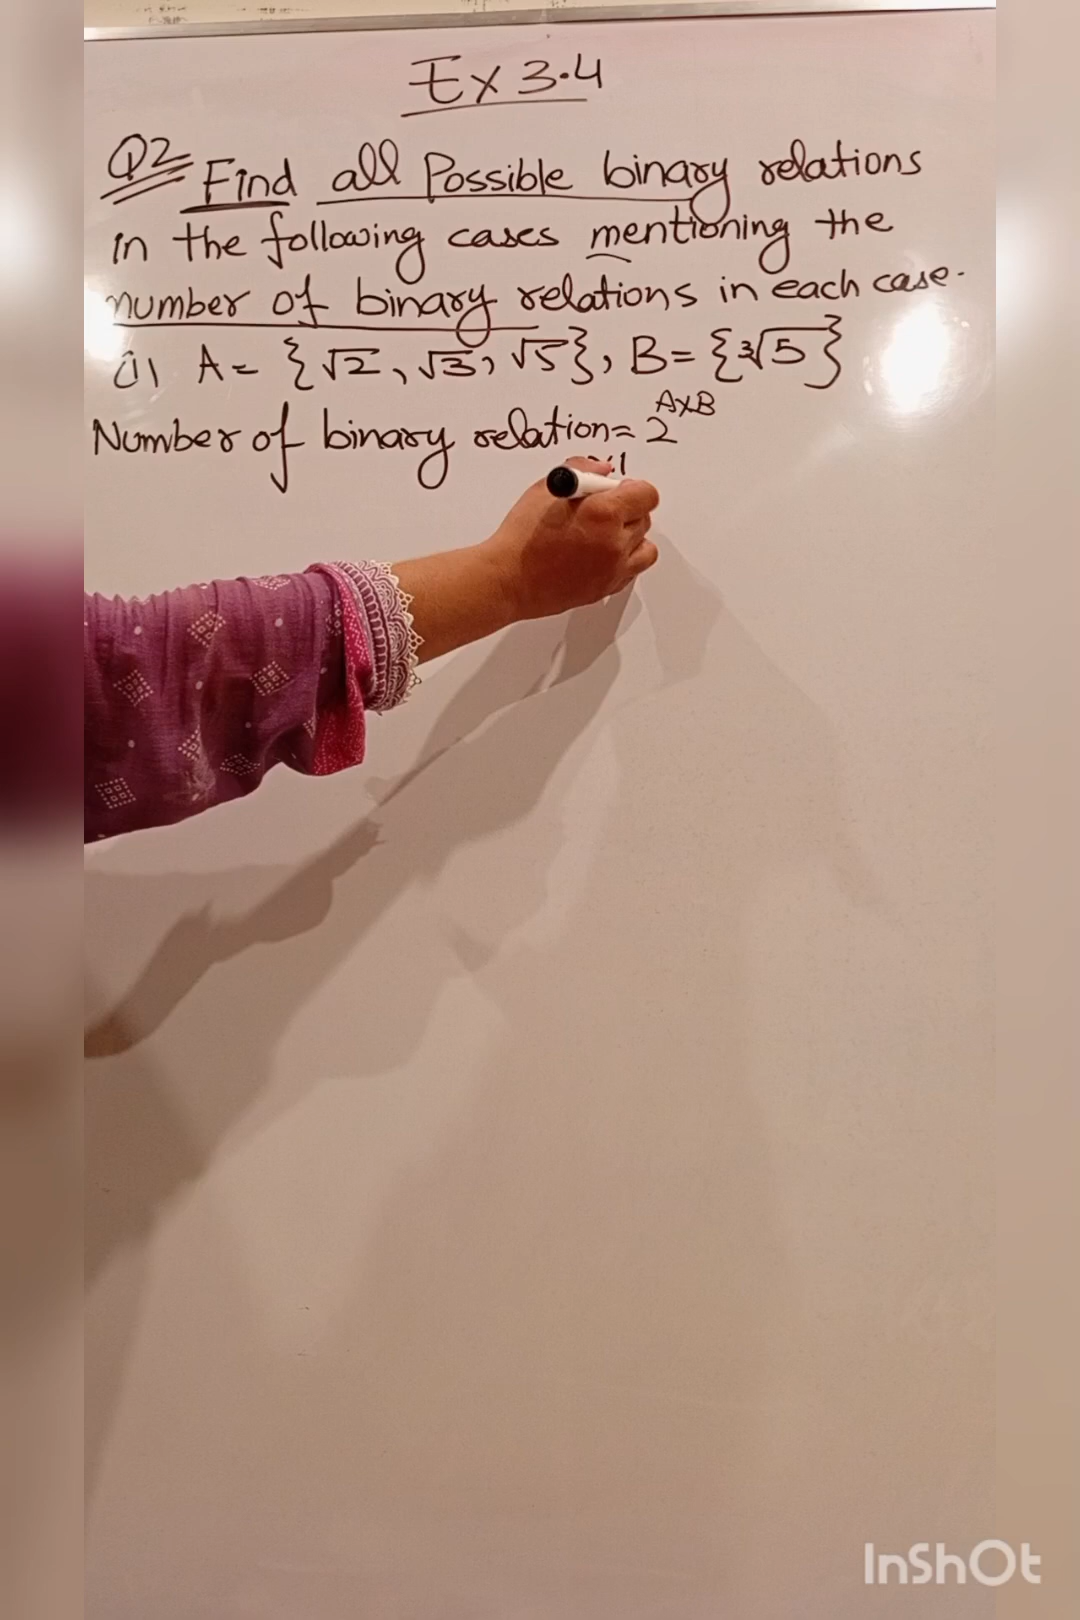 Ex 3.4
Q2 Find all Possible binary relations
in the following cases mentioning the
number of binary relations in each case.
(i) A = {√2, √3, √5}, B = {∛5}
Number of binary relation = 2^A×B
×1
InShOt